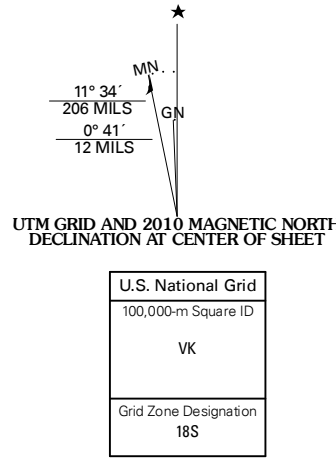 ★
MN
11° 34´
206 MILS
GN
0° 41´
12 MILS
UTM GRID AND 2010 MAGNETIC NORTH
DECLINATION AT CENTER OF SHEET
U.S. National Grid
100,000-m Square ID
VK
Grid Zone Designation
18S